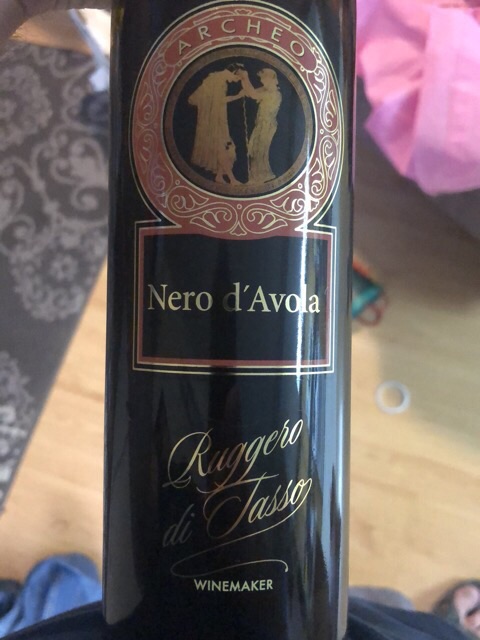 ARCHEO
Nero d´Avola
Ruggero
di Tasso
WINEMAKER